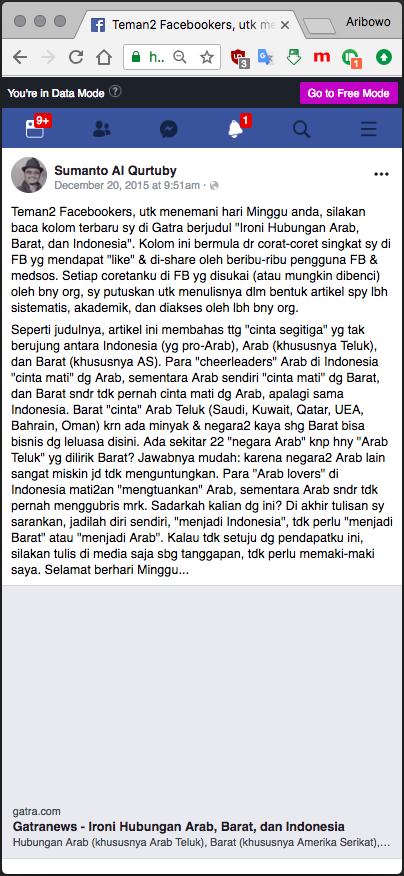 Teman2 Facebookers, utk me
Aribowo
h..
3
1
You're in Data Mode ?
Go to Free Mode
9+
1
Sumanto Al Qurtuby
December 20, 2015 at 9:51am ·
Teman2 Facebookers, utk menemani hari Minggu anda, silakan
baca kolom terbaru sy di Gatra berjudul "Ironi Hubungan Arab,
Barat, dan Indonesia". Kolom ini bermula dr corat-coret singkat sy di
FB yg mendapat "like" & di-share oleh beribu-ribu pengguna FB &
medsos. Setiap coretanku di FB yg disukai (atau mungkin dibenci)
oleh bny org, sy putuskan utk menulisnya dlm bentuk artikel spy lbh
sistematis, akademik, dan diakses oleh lbh bny org.
Seperti judulnya, artikel ini membahas ttg "cinta segitiga" yg tak
berujung antara Indonesia (yg pro-Arab), Arab (khususnya Teluk),
dan Barat (khususnya AS). Para "cheerleaders" Arab di Indonesia
"cinta mati" dg Arab, sementara Arab sendiri "cinta mati" dg Barat,
dan Barat sndr tdk pernah cinta mati dg Arab, apalagi sama
Indonesia. Barat "cinta" Arab Teluk (Saudi, Kuwait, Qatar, UEA,
Bahrain, Oman) krn ada minyak & negara2 kaya shg Barat bisa
bisnis dg leluasa disini. Ada sekitar 22 "negara Arab" knp hny "Arab
Teluk" yg dilirik Barat? Jawabnya mudah: karena negara2 Arab lain
sangat miskin jd tdk menguntungkan. Para "Arab lovers" di
Indonesia mati2an "mengtuankan" Arab, sementara Arab sndr tdk
pernah menggubris mrk. Sadarkah kalian dg ini? Di akhir tulisan sy
sarankan, jadilah diri sendiri, "menjadi Indonesia", tdk perlu "menjadi
Barat" atau "menjadi Arab". Kalau tdk setuju dg pendapatku ini,
silakan tulis di media saja sbg tanggapan, tdk perlu memaki-maki
saya. Selamat berhari Minggu...
gatra.com
Gatranews - Ironi Hubungan Arab, Barat, dan Indonesia
Hubungan Arab (khususnya Arab Teluk), Barat (khususnya Amerika Serikat),...